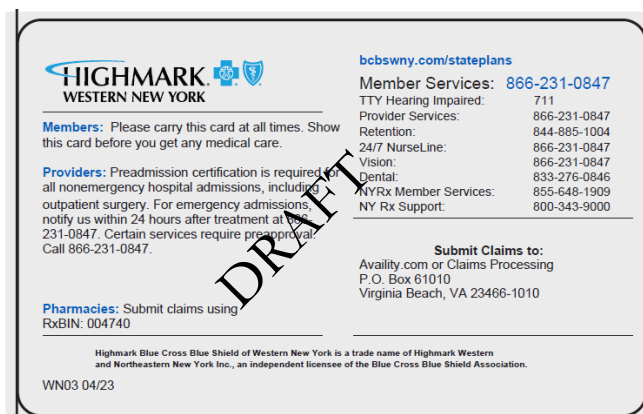 HIGHMARK
WESTERN NEW YORK
Members: Please carry this card at all times. Show
this card before you get any medical care.
Providers: Preadmission certification is required for
all nonemergency hospital admissions, including
outpatient surgery. For emergency admissions,
notify us within 24 hours after treatment at 866-
231-0847. Certain services require preapproval.
Call 866-231-0847.
Pharmacies: Submit claims using
RxBIN: 004740
bcbswny.com/stateplans
Member Services: 866-231-0847
TTY Hearing Impaired: 711
Provider Services: 866-231-0847
Retention: 844-885-1004
24/7 NurseLine: 866-231-0847
Vision: 866-231-0847
Dental: 833-276-0846
NYRx Member Services: 855-648-1909
NY Rx Support: 800-343-9000
Submit Claims to:
Availity.com or Claims Processing
P.O. Box 61010
Virginia Beach, VA 23466-1010
DRAFT
Highmark Blue Cross Blue Shield of Western New York is a trade name of Highmark Western
and Northeastern New York Inc., an independent licensee of the Blue Cross Blue Shield Association.
WN03 04/23